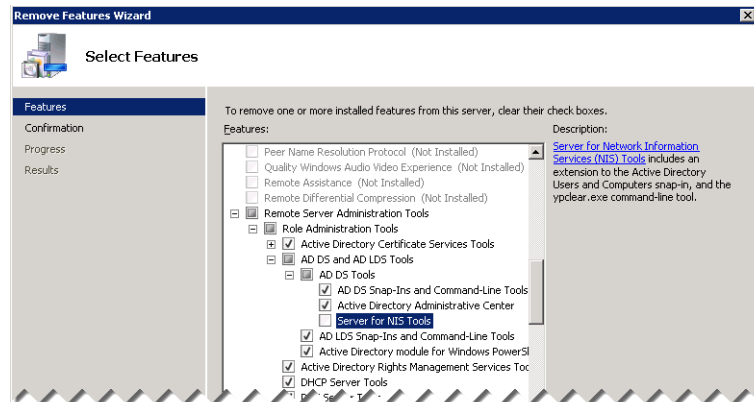 Remove Features Wizard
Select Features
Features
Confirmation
Progress
Results
To remove one or more installed features from this server, clear their check boxes.
Features:
Peer Name Resolution Protocol (Not Installed)
Quality Windows Audio Video Experience (Not Installed)
Remote Assistance (Not Installed)
Remote Differential Compression (Not Installed)
Remote Server Administration Tools
Role Administration Tools
Active Directory Certificate Services Tools
AD DS and AD LDS Tools
AD DS Tools
AD DS Snap-Ins and Command-Line Tools
Active Directory Administrative Center
Server for NIS Tools
AD LDS Snap-Ins and Command-Line Tools
Active Directory module for Windows PowerSl
Active Directory Rights Management Services Too
DHCP Server Tools
Description:
Server for Network Information
Services (NIS) Tools includes an
extension to the Active Directory
Users and Computers snap-in, and the
ypclear.exe command-line tool.